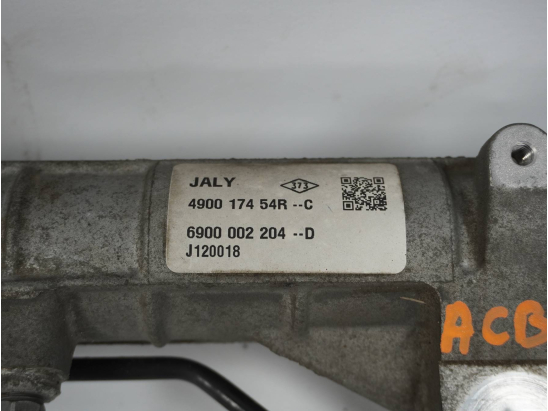 JALY 373
4900 174 54R --C
6900 002 204 --D
J120018
ACB